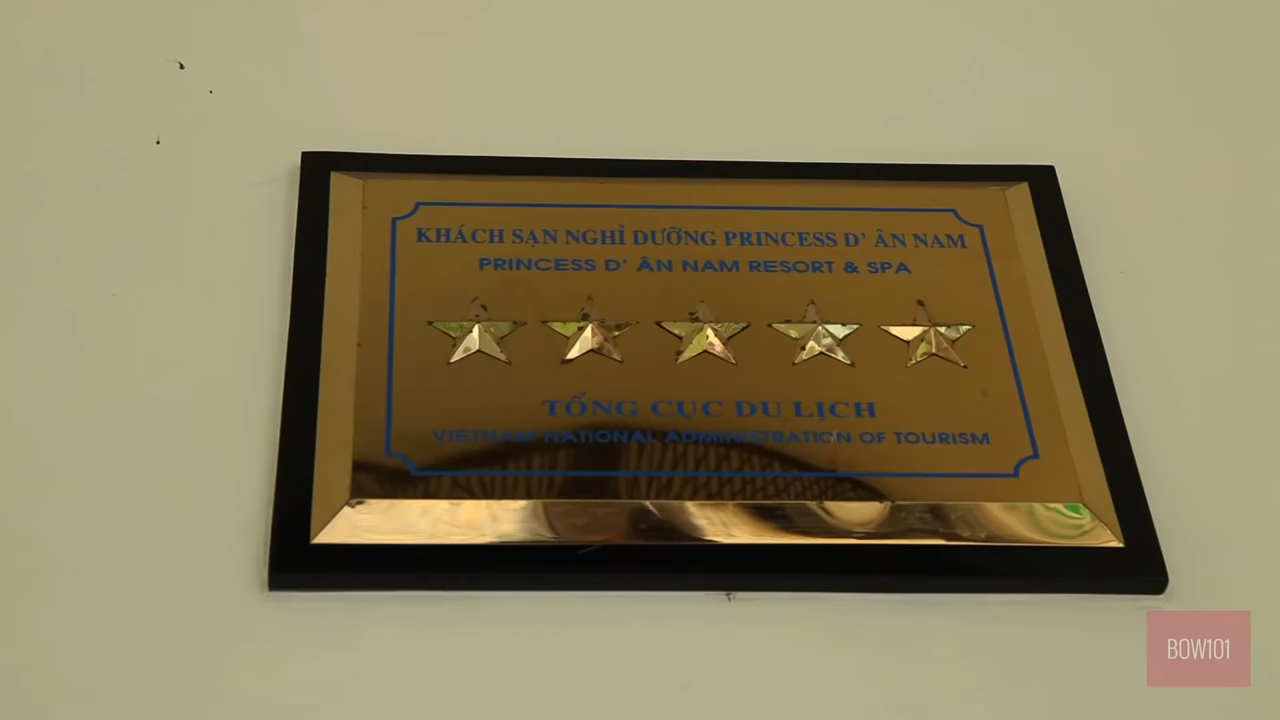 KHÁCH SẠN NGHỈ DƯỠNG PRINCESS D' ÂN NAM
PRINCESS D' ÂN NAM RESORT & SPA
TỔNG CỤC DU LỊCH
VIETNAM NATIONAL ADMINISTRATION OF TOURISM
BOW101